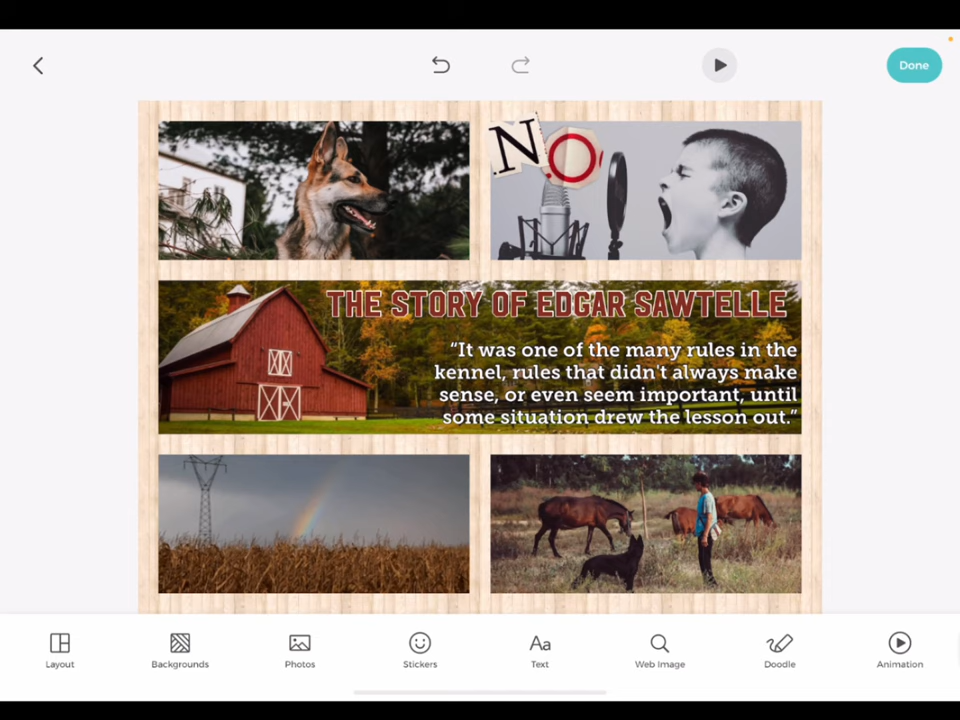 Done
NO
THE STORY OF EDGAR SAWTELLE
“It was one of the many rules in the
kennel, rules that didn't always make
sense, or even seem important, until
some situation drew the lesson out.”
Layout
Backgrounds
Photos
Stickers
Aa
Text
Web Image
Doodle
Animation